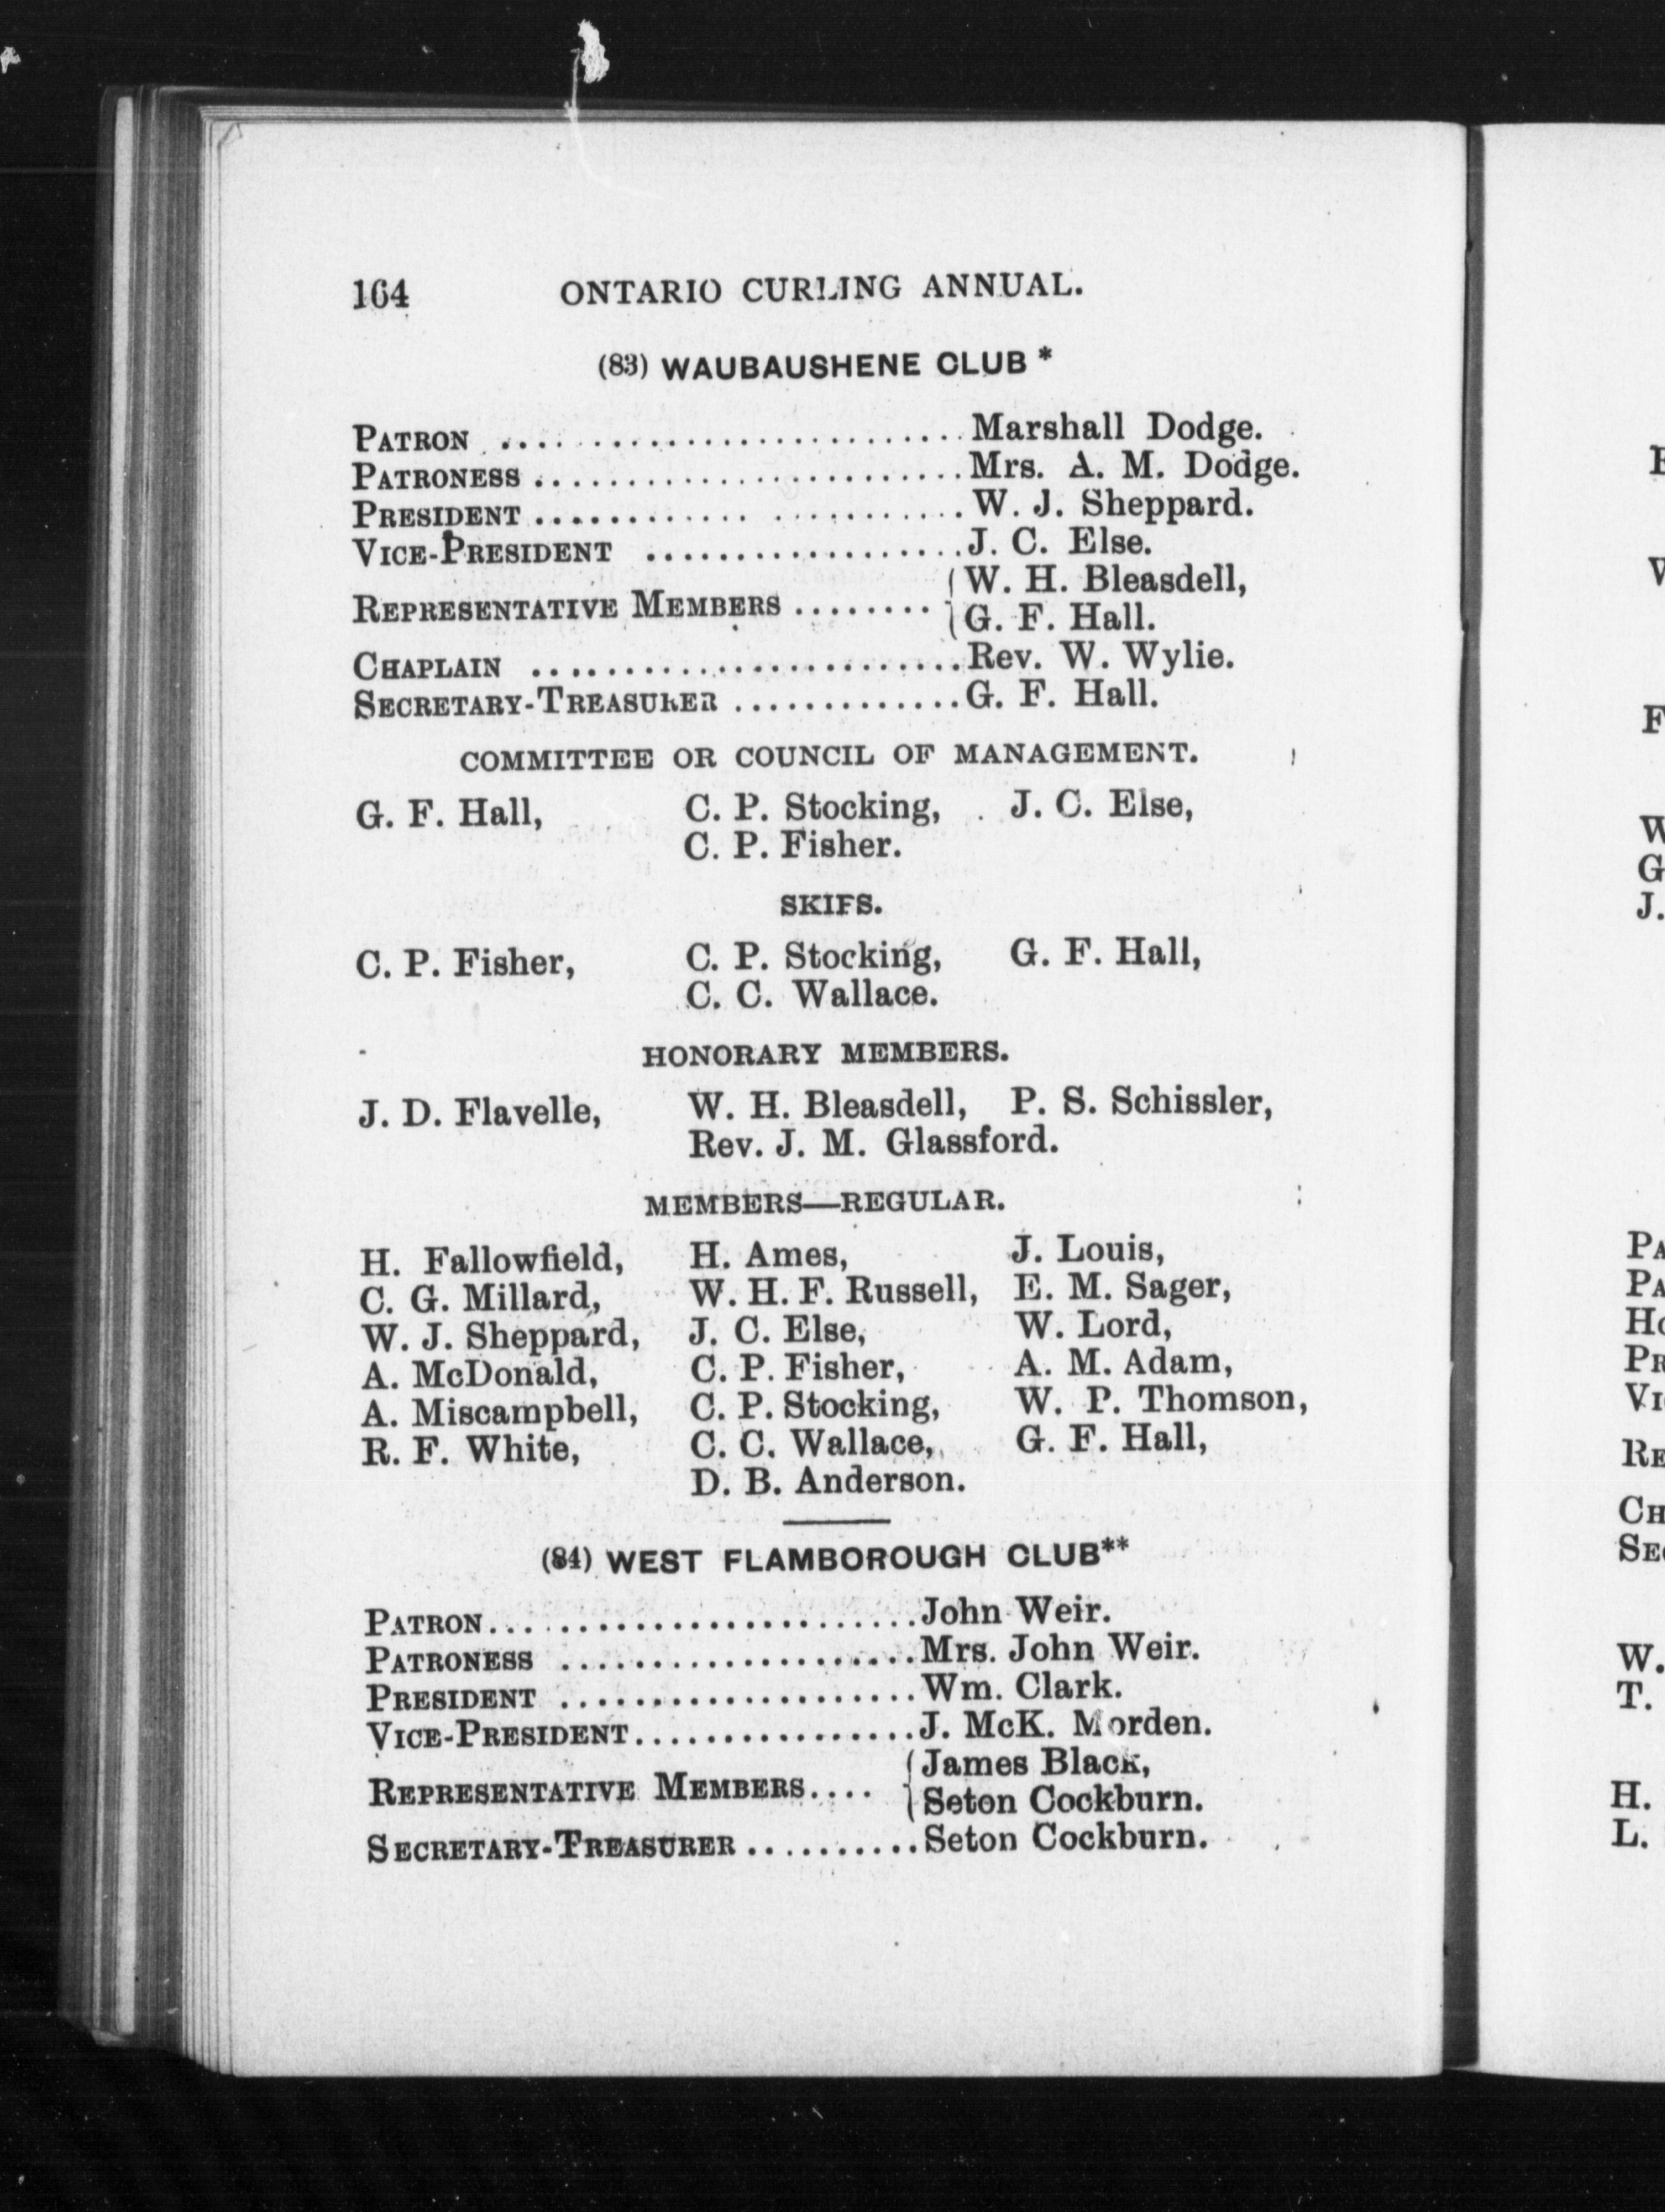 164 ONTARIO CURLING ANNUAL.
(83) WAUBAUSHENE CLUB *
PATRON .............................. Marshall Dodge.
PATRONESS ............................ Mrs. A. M. Dodge.
PRESIDENT ............................ W. J. Sheppard.
VICE-PRESIDENT .................. J. C. Else.
REPRESENTATIVE MEMBERS ........ { W. H. Bleasdell,
G. F. Hall.
CHAPLAIN ........................ Rev. W. Wylie.
SECRETARY-TREASURER ............. G. F. Hall.
COMMITTEE OR COUNCIL OF MANAGEMENT.
G. F. Hall, C. P. Stocking, J. C. Else,
C. P. Fisher.
SKIPS.
C. P. Fisher, C. P. Stocking, G. F. Hall,
C. C. Wallace.
HONORARY MEMBERS.
J. D. Flavelle, W. H. Bleasdell, P. S. Schissler,
Rev. J. M. Glassford.
MEMBERS—REGULAR.
H. Fallowfield, H. Ames, J. Louis,
C. G. Millard, W. H. F. Russell, E. M. Sager,
W. J. Sheppard, J. C. Else, W. Lord,
A. McDonald, C. P. Fisher, A. M. Adam,
A. Miscampbell, C. P. Stocking, W. P. Thomson,
R. F. White, C. C. Wallace, G. F. Hall,
D. B. Anderson.
(84) WEST FLAMBOROUGH CLUB**
PATRON............................ John Weir.
PATRONESS ...................... Mrs. John Weir.
PRESIDENT ...................... Wm. Clark.
VICE-PRESIDENT................. J. McK. Morden.
REPRESENTATIVE MEMBERS.... { James Black,
Seton Cockburn.
SECRETARY-TREASURER .......... Seton Cockburn.